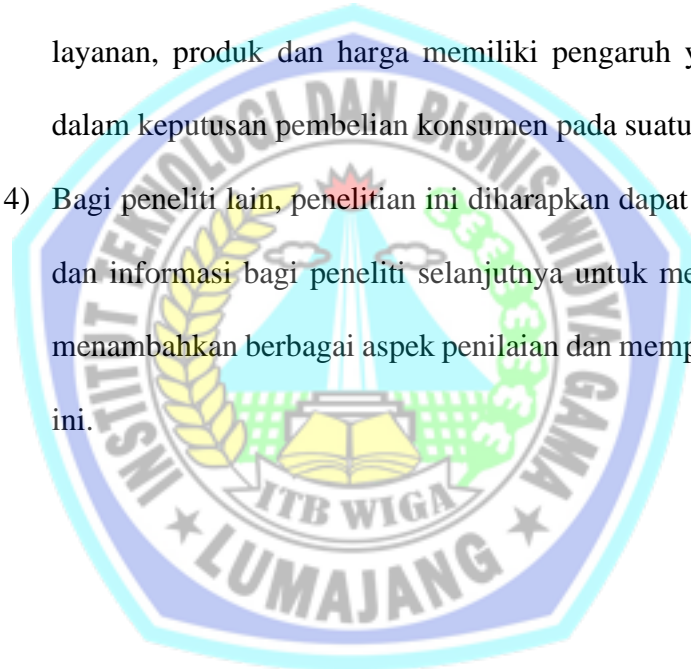 layanan, produk dan harga memiliki pengaruh y
dalam keputusan pembelian konsumen pada suatu
4) Bagi peneliti lain, penelitian ini diharapkan dapat
dan informasi bagi peneliti selanjutnya untuk me
menambahkan berbagai aspek penilaian dan memp
ini.
INSTITUT TEKNOLOGI DAN BISNIS WIDYA GAMA
ITB WIGA
LUMAJANG